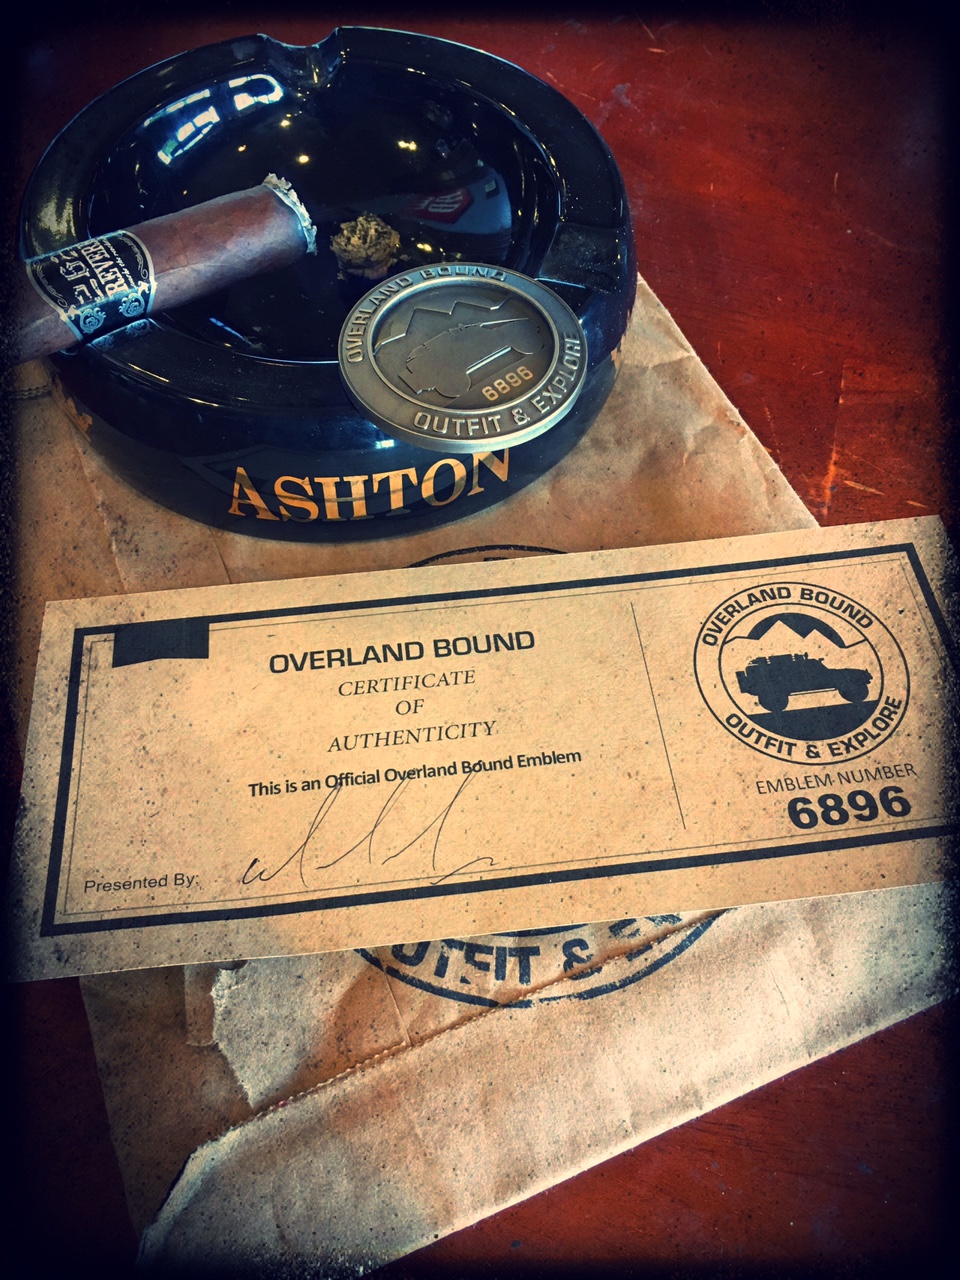 OVERLAND BOUND
6896
OUTFIT & EXPLORE
ASHTON
OVERLAND BOUND
CERTIFICATE
OF
AUTHENTICITY
This is an Official Overland Bound Emblem
Presented By:
OVERLAND BOUND
OUTFIT & EXPLORE
EMBLEM NUMBER
6896
OUTFIT & EX